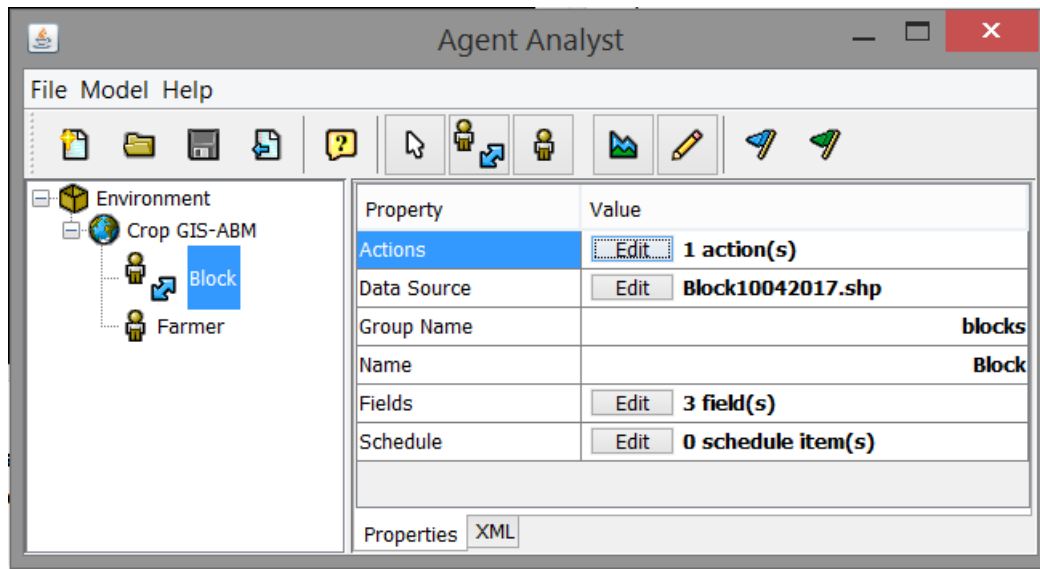 Agent Analyst
File Model Help
Environment
Crop GIS-ABM
Block
Farmer
Property Value
Actions Edit 1 action(s)
Data Source Edit Block10042017.shp
Group Name blocks
Name Block
Fields Edit 3 field(s)
Schedule Edit 0 schedule item(s)
Properties XML